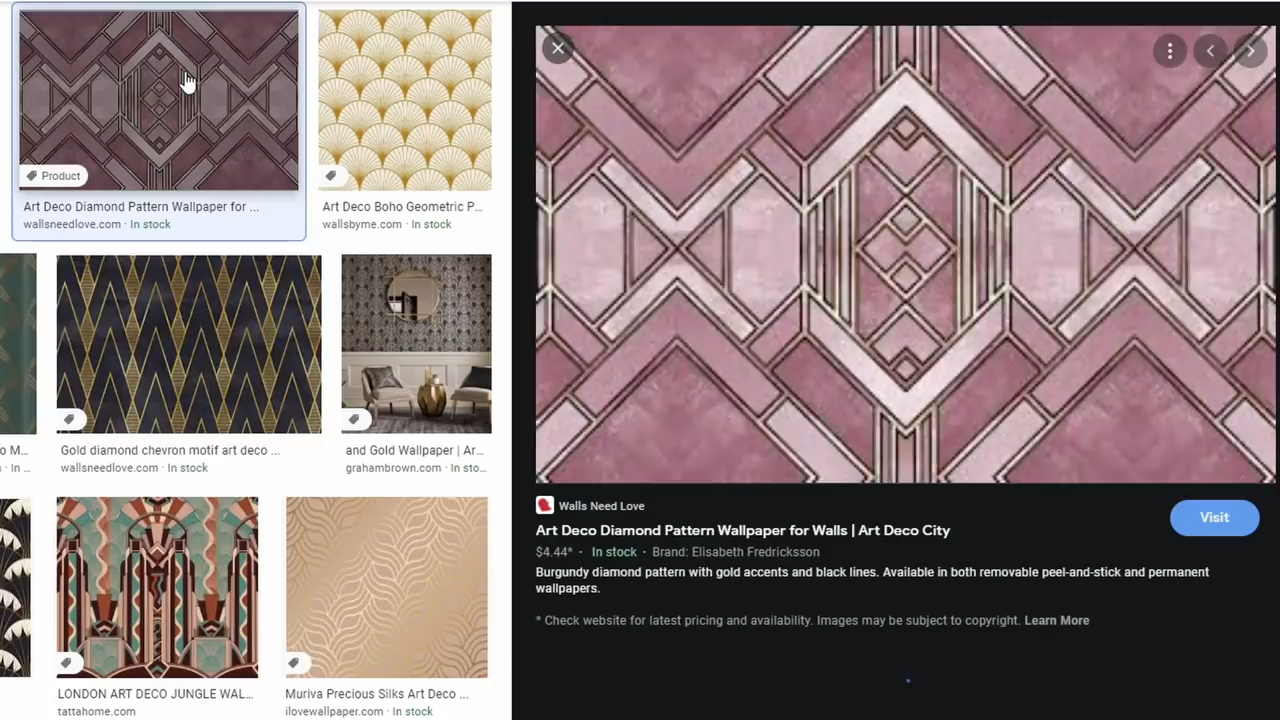 Product
Art Deco Diamond Pattern Wallpaper for ...
wallsneedlove.com · In stock
Art Deco Boho Geometric P...
wallsbyme.com · In stock
o M...
· In ...
Gold diamond chevron motif art deco ...
wallsneedlove.com · In stock
and Gold Wallpaper | Ar...
grahambrown.com · In sto...
LONDON ART DECO JUNGLE WAL...
tattahome.com
Muriva Precious Silks Art Deco ...
ilovewallpaper.com · In stock
Walls Need Love
Art Deco Diamond Pattern Wallpaper for Walls | Art Deco City
Visit
$4.44* · In stock · Brand: Elisabeth Fredricksson
Burgundy diamond pattern with gold accents and black lines. Available in both removable peel-and-stick and permanent
wallpapers.
* Check website for latest pricing and availability. Images may be subject to copyright. Learn More